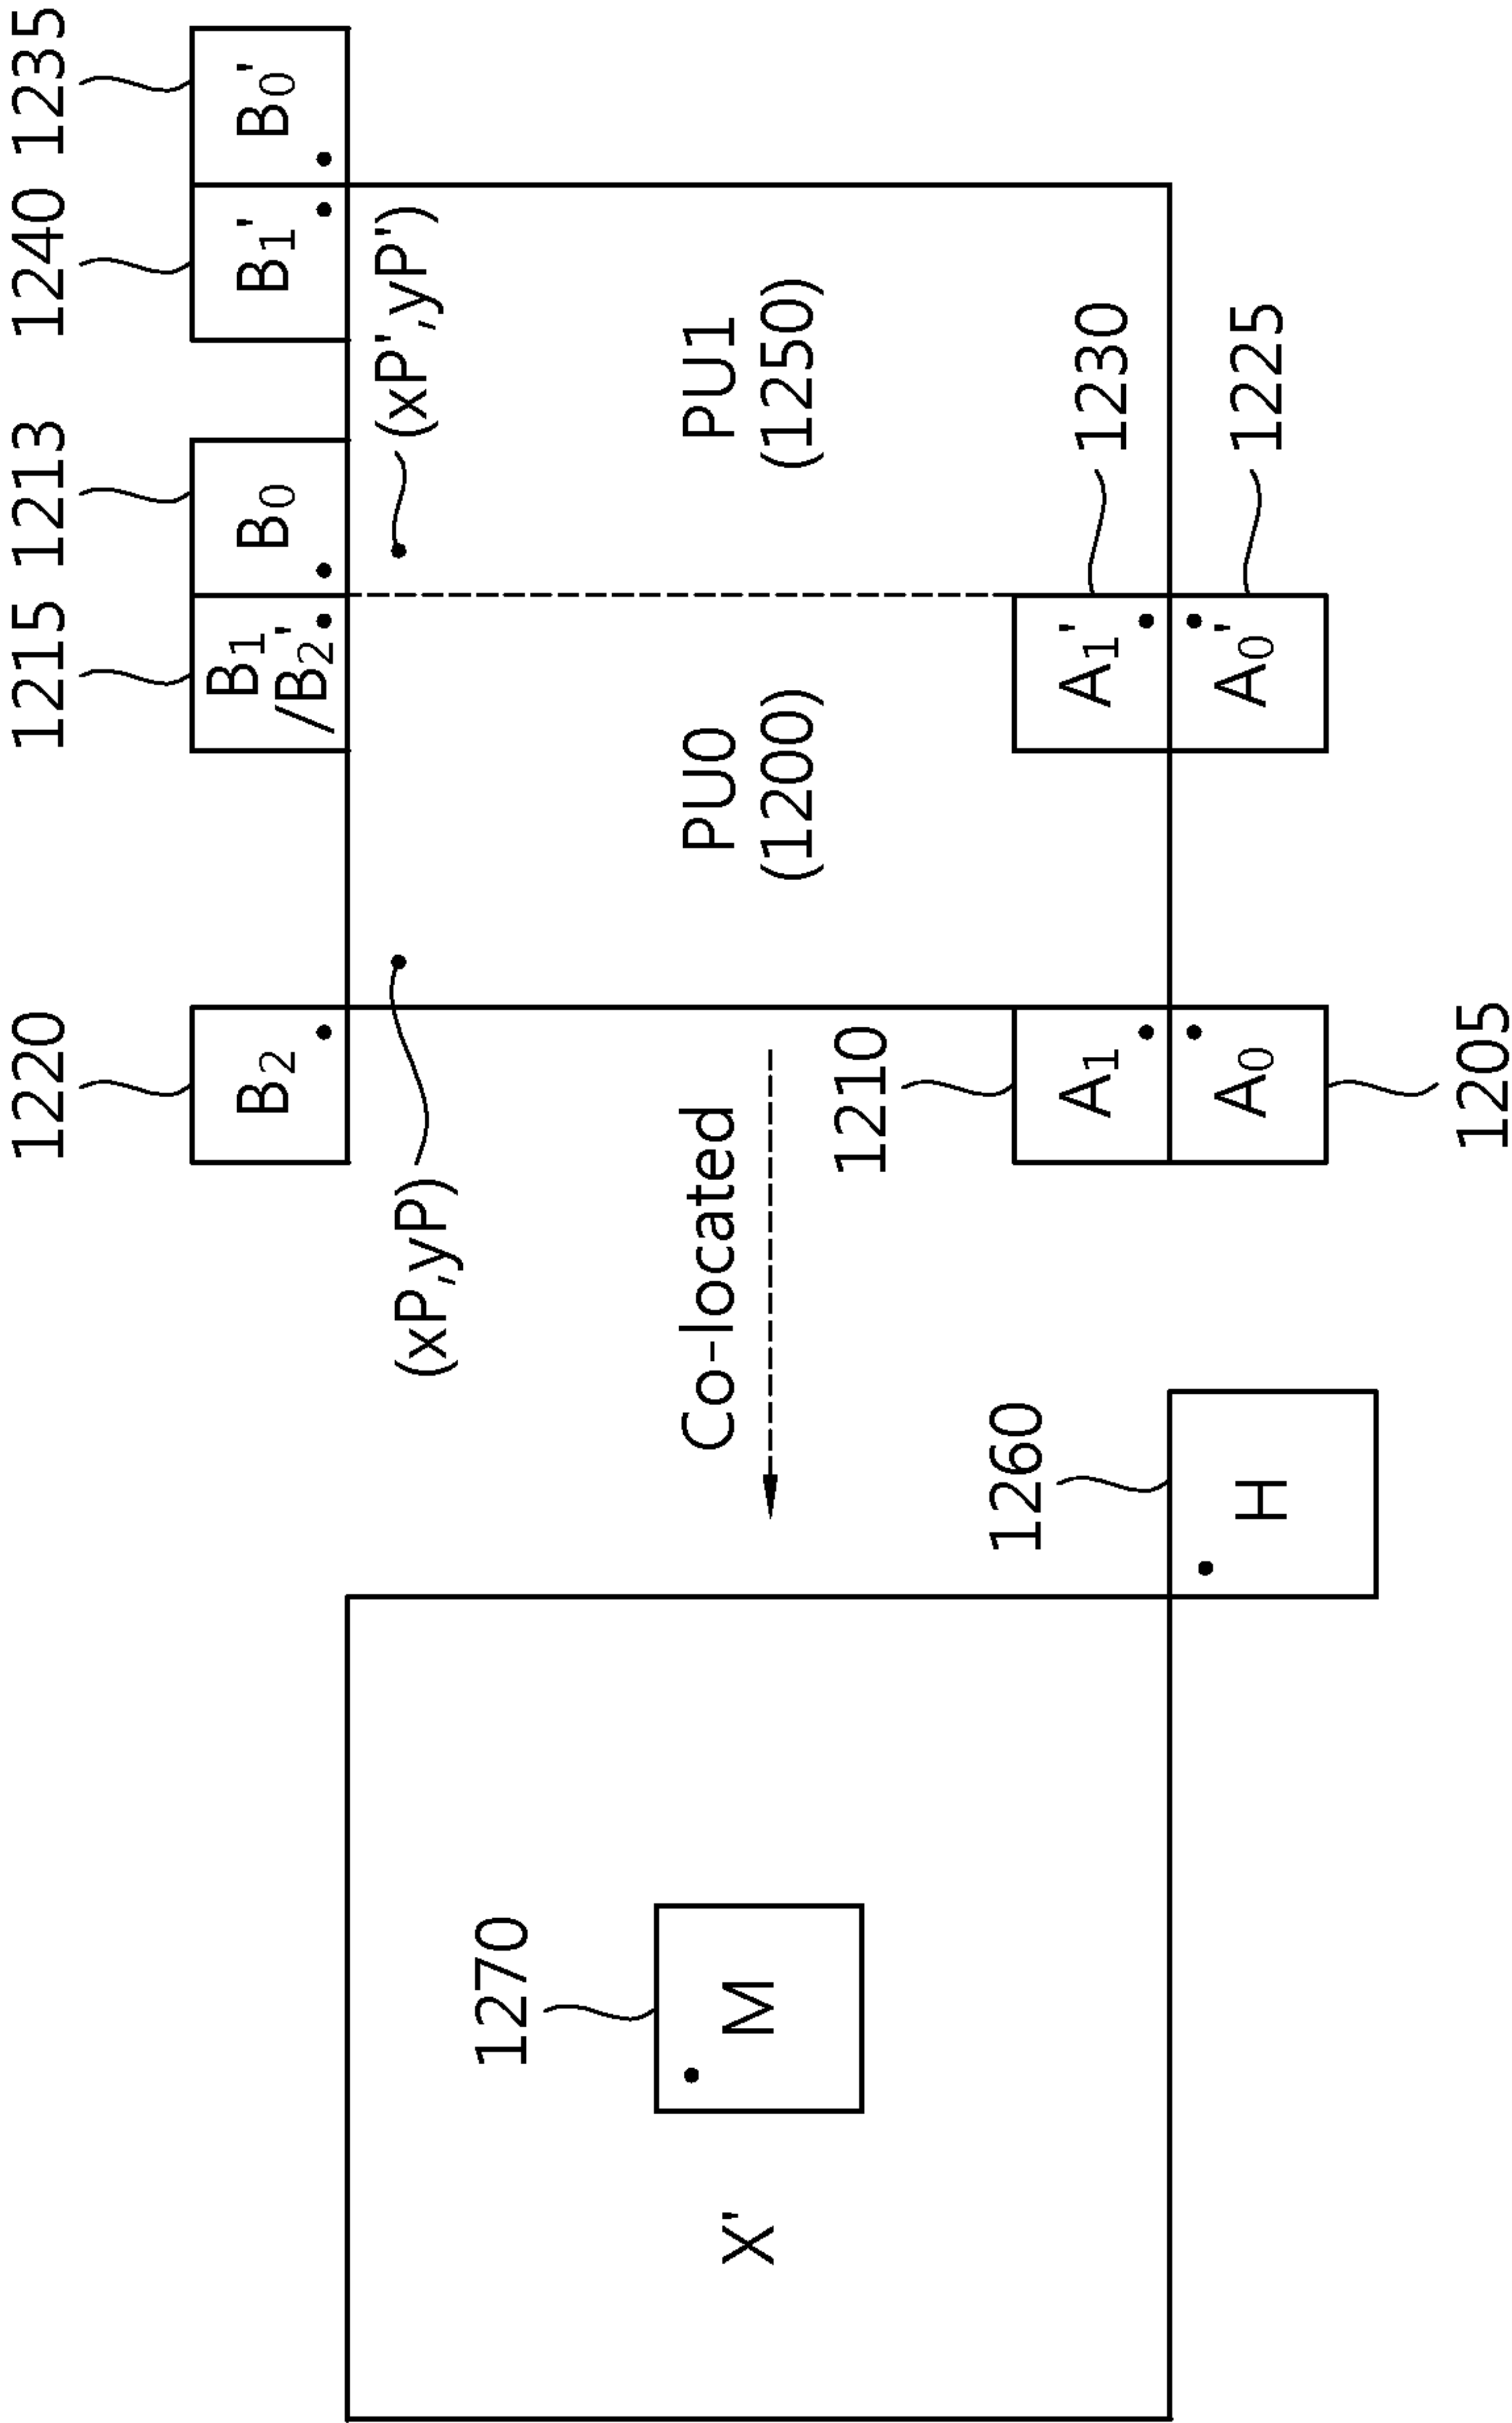 1220
1215
1213
1240
1235
B₂
B₁
/B₂'
B₀
B₁'
B₀'
(xP,yP)
(xP',yP')
1270
X'
M
Co-located
PU0
(1200)
PU1
(1250)
1210
1260
A₁
A₁'
1230
H
A₀
A₀'
1225
1205